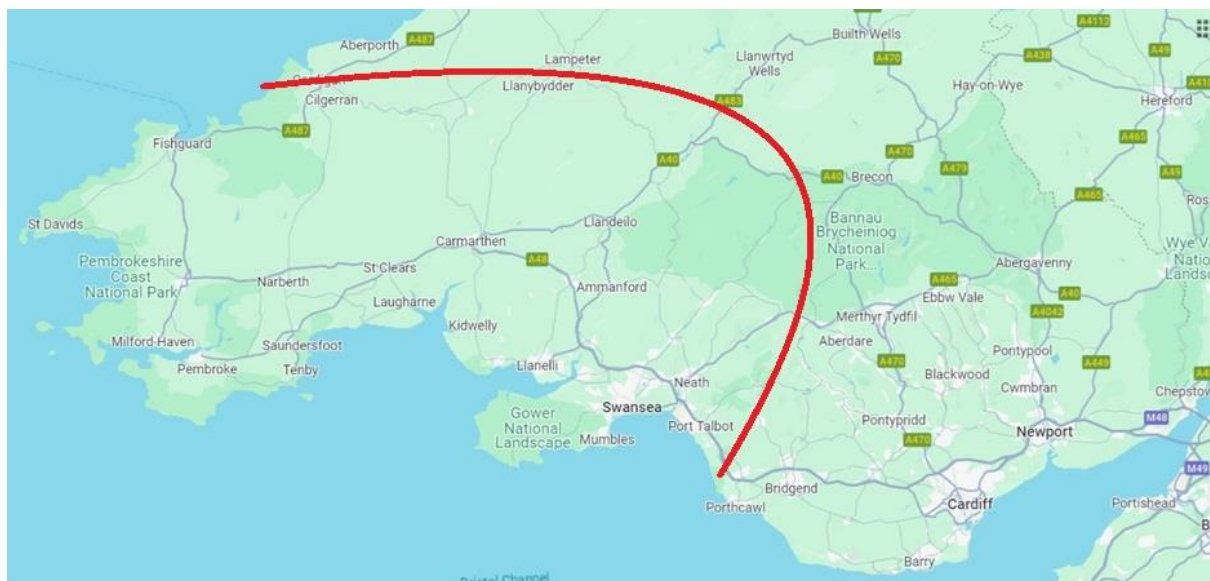 A4112
Builth Wells
A487
Aberporth
A470
A438
A49
Lampeter
Llanwrtyd
Wells
Hay-on-Wye
Llanybydder
Cilgerran
A483
Hereford
A487
A465
Fishguard
A40
A470
A479
A49
A40
Brecon
A465
St Davids
Llandeilo
Bannau
Brycheiniog
National
Park...
Carmarthen
Pembrokeshire
Coast
National Park
St Clears
A48
Abergavenny
Narberth
Ammanford
A465
Ebbw Vale
A40
Laugharne
Kidwelly
Merthyr Tydfil
A4042
Milford Haven
Saundersfoot
Aberdare
Pontypool
Pembroke
Tenby
Llanelli
A470
A449
Neath
Blackwood
Cwmbran
Chepstow
Swansea
Gower
National
Landscape
Port Talbot
Pontypridd
M48
Mumbles
A470
Newport
M49
Bridgend
Porthcawl
Cardiff
Portishead
Barry